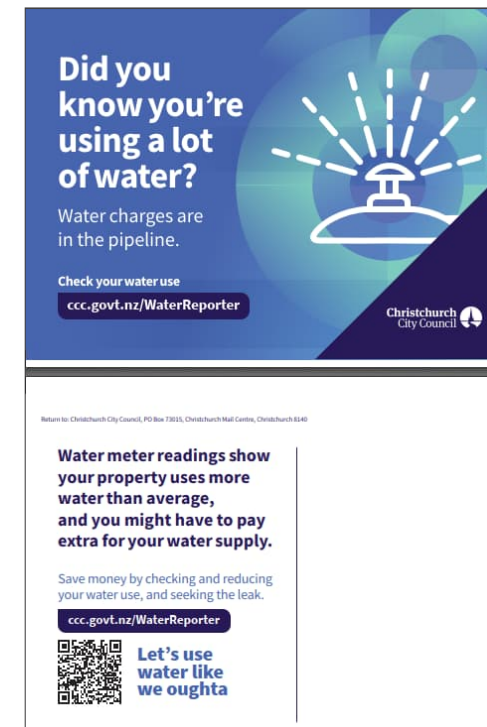 Did you
know you're
using a lot
of water?
Water charges are
in the pipeline.
Check your water use
ccc.govt.nz/WaterReporter
Christchurch
City Council
Return to: Christchurch City Council, PO Box 73015, Christchurch Mail Centre, Christchurch 8140
Water meter readings show
your property uses more
water than average,
and you might have to pay
extra for your water supply.
Save money by checking and reducing
your water use, and seeking the leak.
ccc.govt.nz/WaterReporter
Let's use
water like
we oughta